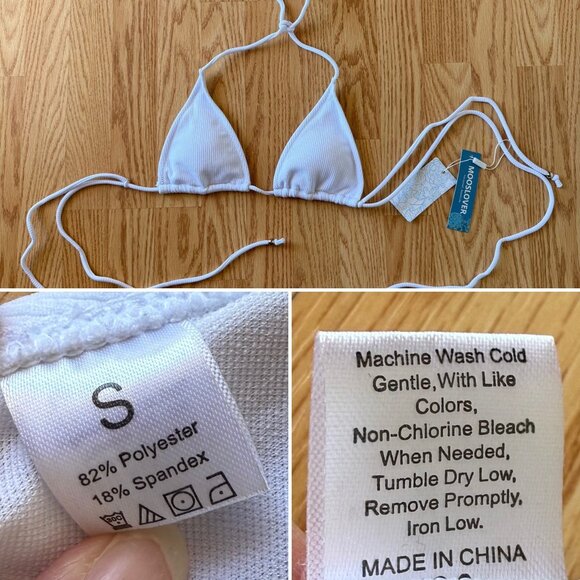 MOOSLOVER
S
82% Polyester
18% Spandex
Machine Wash Cold
Gentle,With Like
Colors,
Non-Chlorine Bleach
When Needed,
Tumble Dry Low,
Remove Promptly,
Iron Low.
MADE IN CHINA